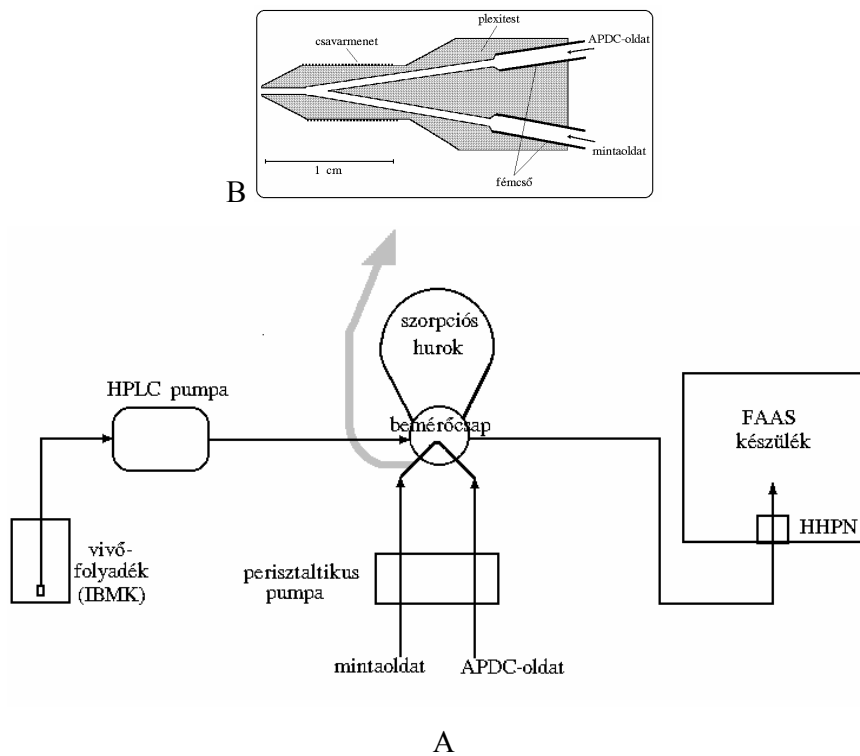 plexitest
APDC-oldat
csavarmenet
mintaoldat
1 cm
fémcső
B
szorpciós
hurok
HPLC pumpa
bemérőcsap
FAAS
készülék
HHPN
vivő-
folyadék
(IBMK)
perisztaltikus
pumpa
mintaoldat
APDC-oldat
A